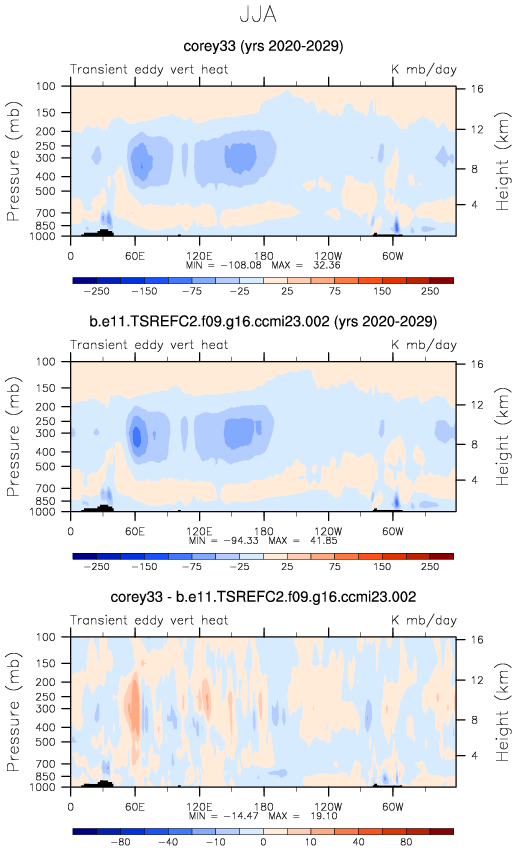 JJA
corey33 (yrs 2020-2029)
Transient eddy vert heat K mb/day
Pressure (mb)
100
200
250
300
400
500
700
850
1000
16
12
8
4
Height (km)
0 60E 120E 180 120W 60W
MIN = -108.08 MAX = 32.36
-250 -150 -75 -25 25 75 150 250
b.e11.TSREFC2.f09.g16.ccmi23.002 (yrs 2020-2029)
Transient eddy vert heat K mb/day
Pressure (mb)
100
200
250
300
400
500
700
850
1000
16
12
8
4
Height (km)
0 60E 120E 180 120W 60W
MIN = -94.33 MAX = 41.85
-250 -150 -75 -25 25 75 150 250
corey33 - b.e11.TSREFC2.f09.g16.ccmi23.002
Transient eddy vert heat K mb/day
Pressure (mb)
100
200
250
300
400
500
700
850
1000
16
12
8
4
Height (km)
0 60E 120E 180 120W 60W
MIN = -14.47 MAX = 19.10
-80 -40 -10 0 10 40 80